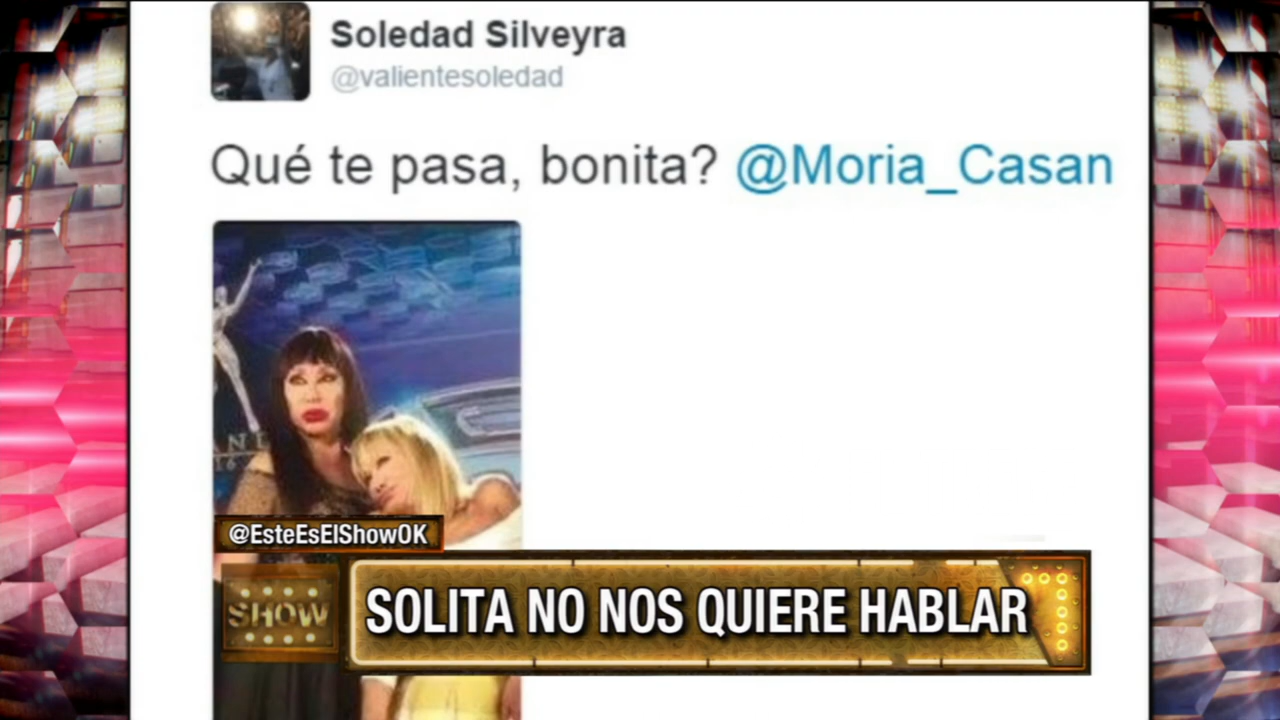 Soledad Silveyra
@valientesoledad
Qué te pasa, bonita? @Moria_Casan
@EsteEsElShowOK
SHOW
SOLITA NO NOS QUIERE HABLAR